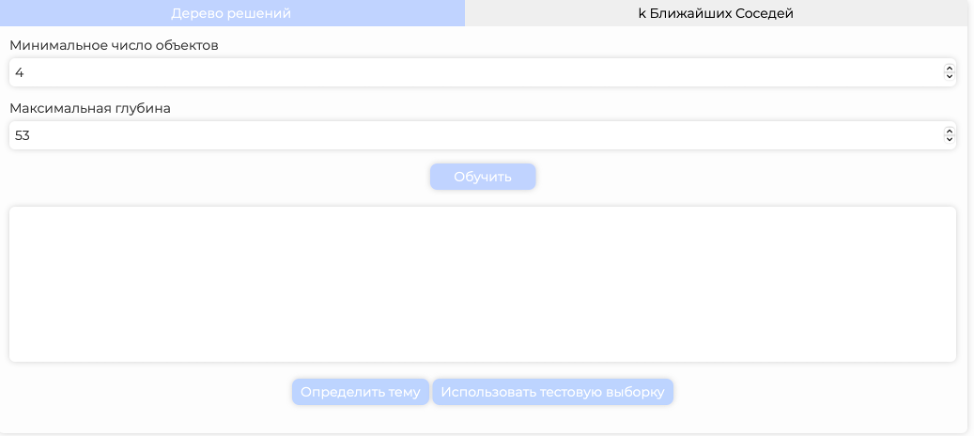 Дерево решений
k Ближайших Соседей
Минимальное число объектов
4
Максимальная глубина
53
Обучить
Определить тему
Использовать тестовую выборку